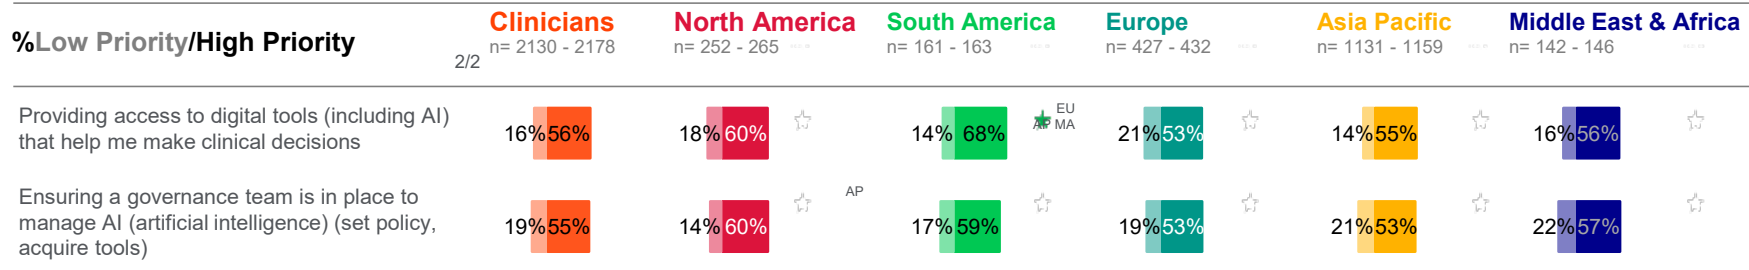 %Low Priority/High Priority
2/2
Clinicians
n= 2130 - 2178
North America
n= 252 - 265
South America
n= 161 - 163
Europe
n= 427 - 432
Asia Pacific
n= 1131 - 1159
Middle East & Africa
n= 142 - 146
Providing access to digital tools (including AI)
that help me make clinical decisions
16% 56%
18% 60%
14% 68%
EU
AP MA
21% 53%
14% 55%
16% 56%
Ensuring a governance team is in place to
manage AI (artificial intelligence) (set policy,
acquire tools)
19% 55%
14% 60%
AP
17% 59%
19% 53%
21% 53%
22% 57%